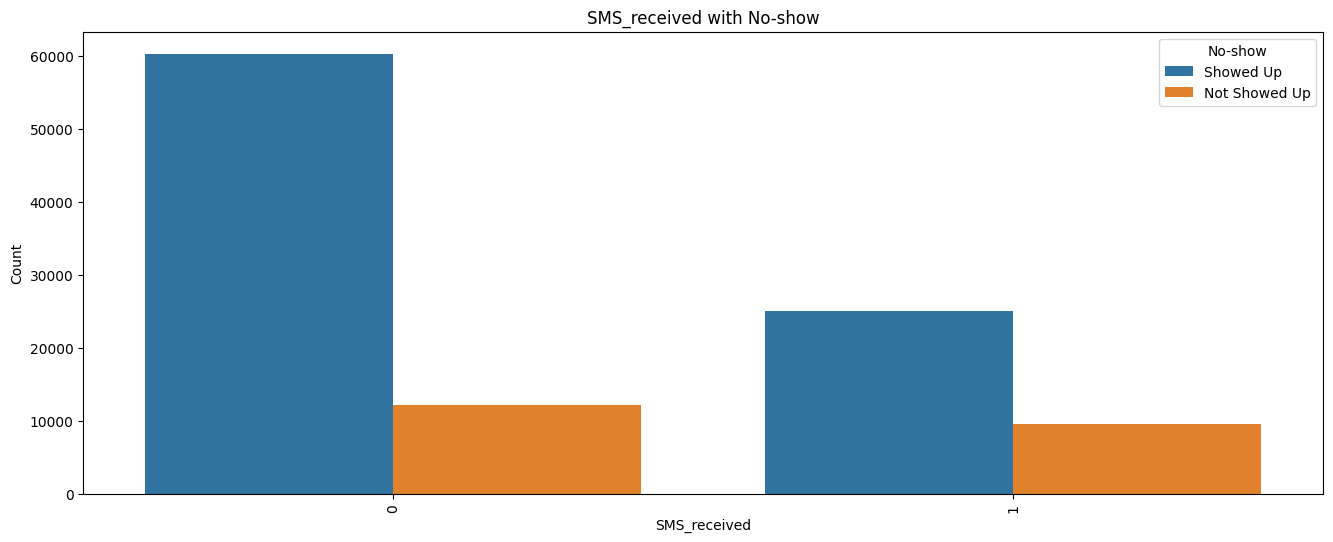 SMS_received with No-show
No-show
Showed Up
Not Showed Up
Count
60000
50000
40000
30000
20000
10000
0
0
1
SMS_received